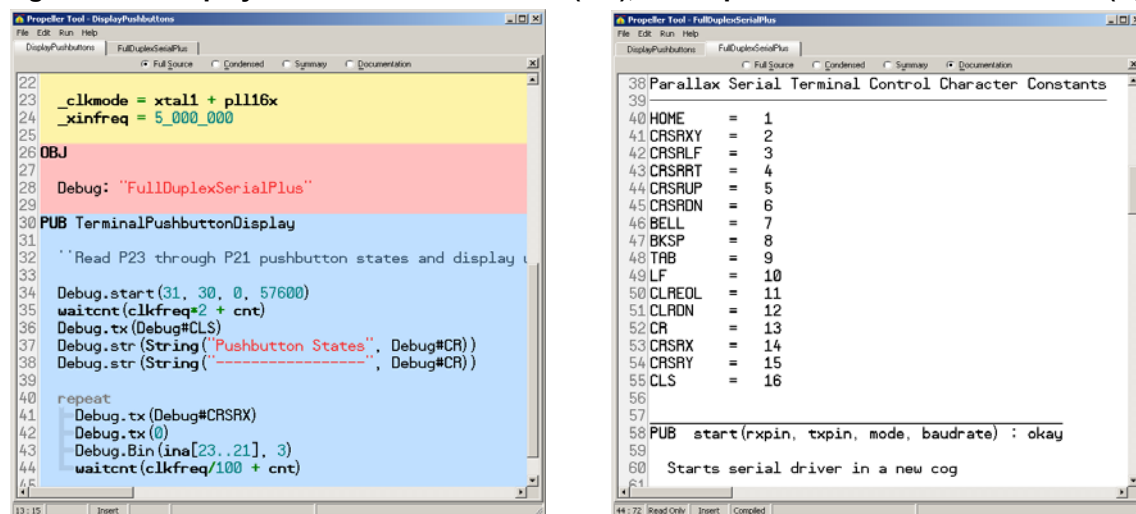 Propeller Tool - DisplayPushbuttons
File Edit Run Help
DisplayPushbuttons FullDuplexSerialPlus
Full Source Condensed Summary Documentation
22
23 _clkmode = xtal1 + pll16x
24 _xinfreq = 5_000_000
25
26 OBJ
27
28 Debug: "FullDuplexSerialPlus"
29
30 PUB TerminalPushbuttonDisplay
31
32 ''Read P23 through P21 pushbutton states and display
33
34 Debug.start(31, 30, 0, 57600)
35 waitcnt(clkfreq*2 + cnt)
36 Debug.tx(Debug#CLS)
37 Debug.str(String("Pushbutton States", Debug#CR))
38 Debug.str(String("-----------------", Debug#CR))
39
40 repeat
41 Debug.tx(Debug#CRSRX)
42 Debug.tx(0)
43 Debug.Bin(ina[23..21], 3)
44 waitcnt(clkfreq/100 + cnt)
45
13 : 15 Insert
Propeller Tool - FullDuplexSerialPlus
File Edit Run Help
DisplayPushbuttons FullDuplexSerialPlus
Full Source Condensed Summary Documentation
38 Parallax Serial Terminal Control Character Constants
39
40 HOME = 1
41 CRSRXY = 2
42 CRSRLF = 3
43 CRSRRT = 4
44 CRSRUP = 5
45 CRSRDN = 6
46 BELL = 7
47 BKSP = 8
48 TAB = 9
49 LF = 10
50 CLREOL = 11
51 CLRDN = 12
52 CR = 13
53 CRSRX = 14
54 CRSRY = 15
55 CLS = 16
56
57
58 PUB start(rxpin, txpin, mode, baudrate) : okay
59
60 Starts serial driver in a new cog
61
44 : 72 Read Only Insert Compiled